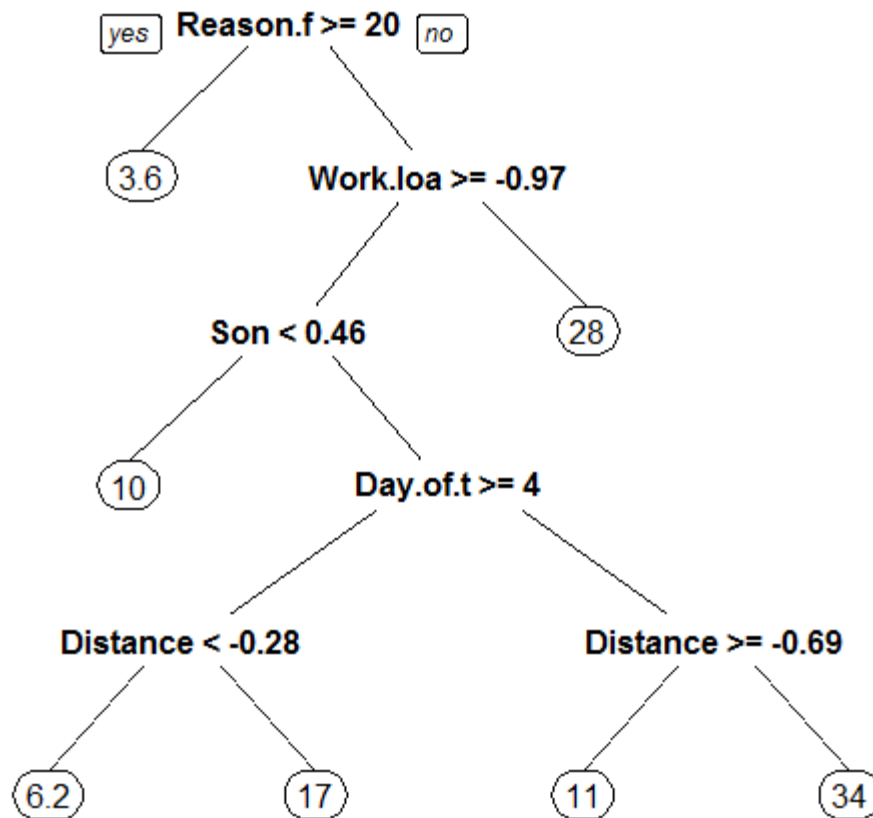 yes Reason.f >= 20 no
3.6
Work.loa >= -0.97
Son < 0.46
28
10
Day.of.t >= 4
Distance < -0.28 Distance >= -0.69
6.2 17 11 34